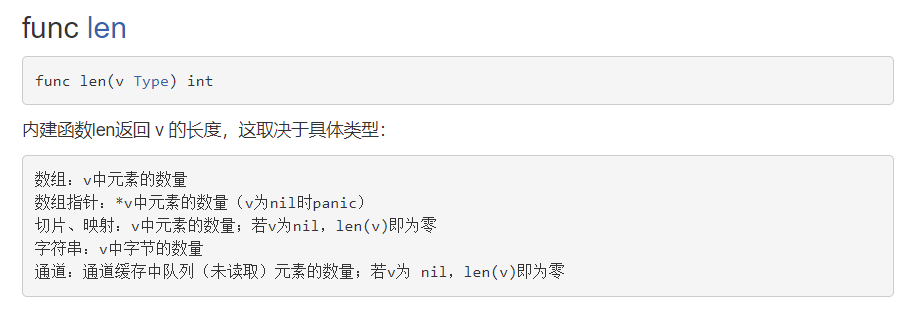 func len
func len(v Type) int
内建函数len返回 v 的长度，这取决于具体类型：
数组：v中元素的数量
数组指针：*v中元素的数量（v为nil时panic）
切片、映射：v中元素的数量；若v为nil，len(v)即为零
字符串：v中字节的数量
通道：通道缓存中队列（未读取）元素的数量；若v为 nil，len(v)即为零